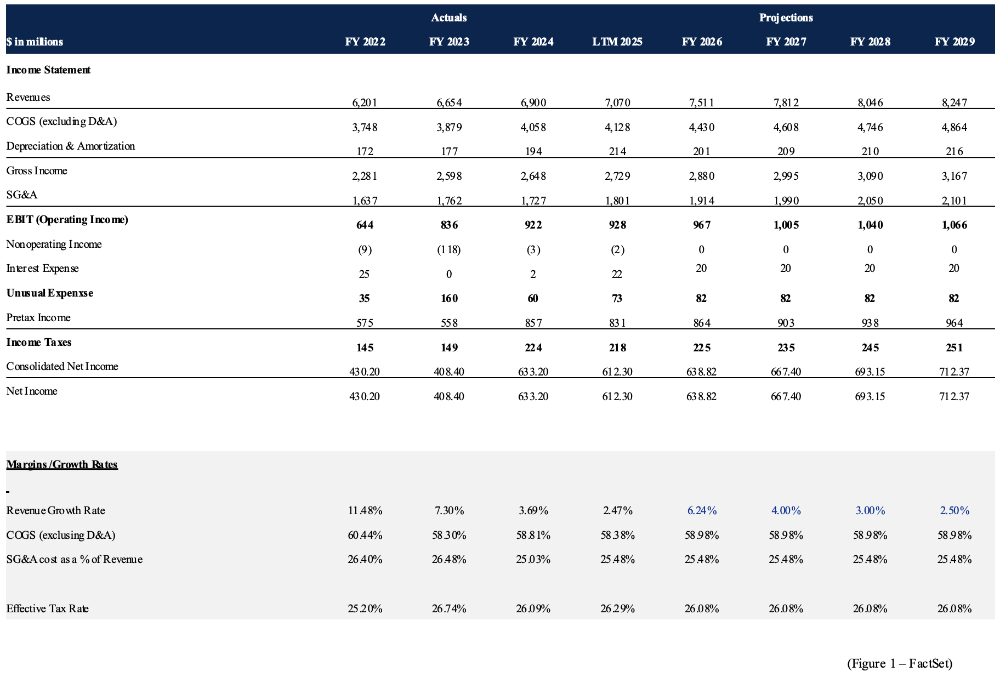 Actuals Projections
$ in millions FY 2022 FY 2023 FY 2024 LTM 2025 FY 2026 FY 2027 FY 2028 FY 2029
Income Statement
Revenues 6,201 6,654 6,900 7,070 7,511 7,812 8,046 8,247
COGS (excluding D&A) 3,748 3,879 4,058 4,128 4,430 4,608 4,746 4,864
Depreciation & Amortization 172 177 194 214 201 209 210 216
Gross Income 2,281 2,598 2,648 2,729 2,880 2,995 3,090 3,167
SG&A 1,637 1,762 1,727 1,801 1,914 1,990 2,050 2,101
EBIT (Operating Income) 644 836 922 928 967 1,005 1,040 1,066
Nonoperating Income (9) (118) (3) (2) 0 0 0 0
Interest Expense 25 0 2 22 20 20 20 20
Unusual Expenxse 35 160 60 73 82 82 82 82
Pretax Income 575 558 857 831 864 903 938 964
Income Taxes 145 149 224 218 225 235 245 251
Consolidated Net Income 430.20 408.40 633.20 612.30 638.82 667.40 693.15 712.37
Net Income 430.20 408.40 633.20 612.30 638.82 667.40 693.15 712.37
Margins /Growth Rates
Revenue Growth Rate 11.48% 7.30% 3.69% 2.47% 6.24% 4.00% 3.00% 2.50%
COGS (exclusing D&A) 60.44% 58.30% 58.81% 58.38% 58.98% 58.98% 58.98% 58.98%
SG&A cost as a % of Revenue 26.40% 26.48% 25.03% 25.48% 25.48% 25.48% 25.48% 25.48%
Effective Tax Rate 25.20% 26.74% 26.09% 26.29% 26.08% 26.08% 26.08% 26.08%
(Figure 1 – FactSet)